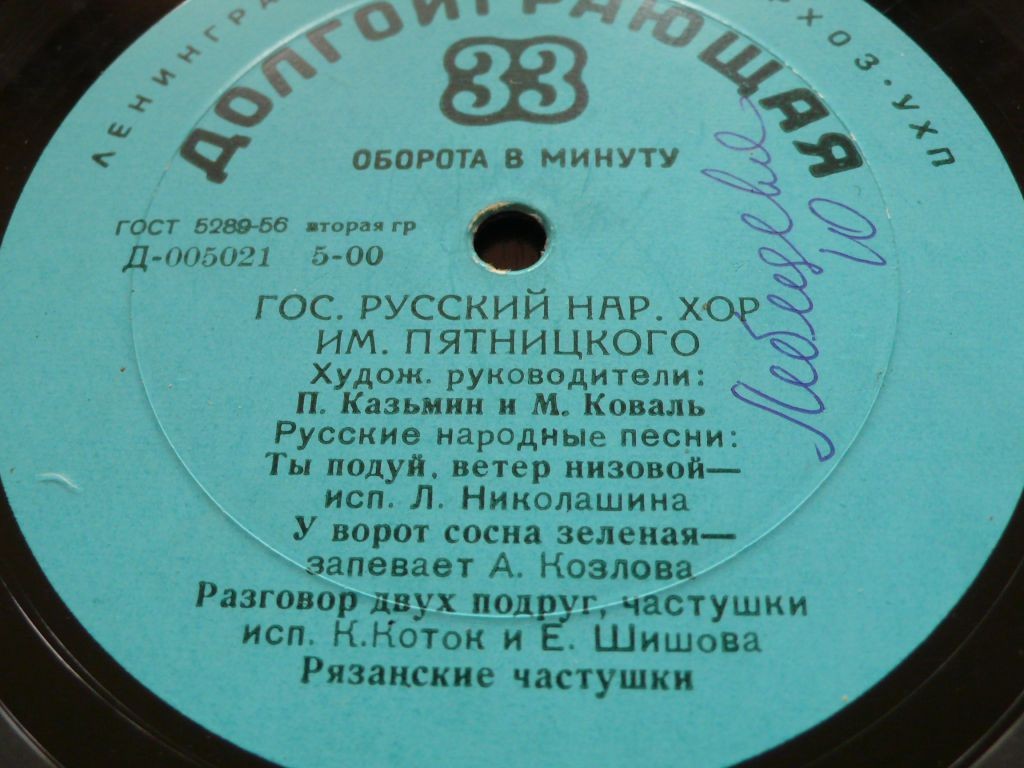 ДОЛГОИГРАЮЩАЯ
33
ОБОРОТА В МИНУТУ
ГОСТ 5289-56 вторая гр
Д-005021 5-00
ГОС. РУССКИЙ НАР. ХОР
ИМ. ПЯТНИЦКОГО
Худож. руководители:
П. Казьмин и М. Коваль
Русские народные песни:
Ты подуй, ветер низовой—
исп. Л. Николашина
У ворот сосна зеленая—
запевает А. Козлова
Разговор двух подруг, частушки
исп. К. Коток и Е. Шишова
Рязанские частушки
УХП
Ю